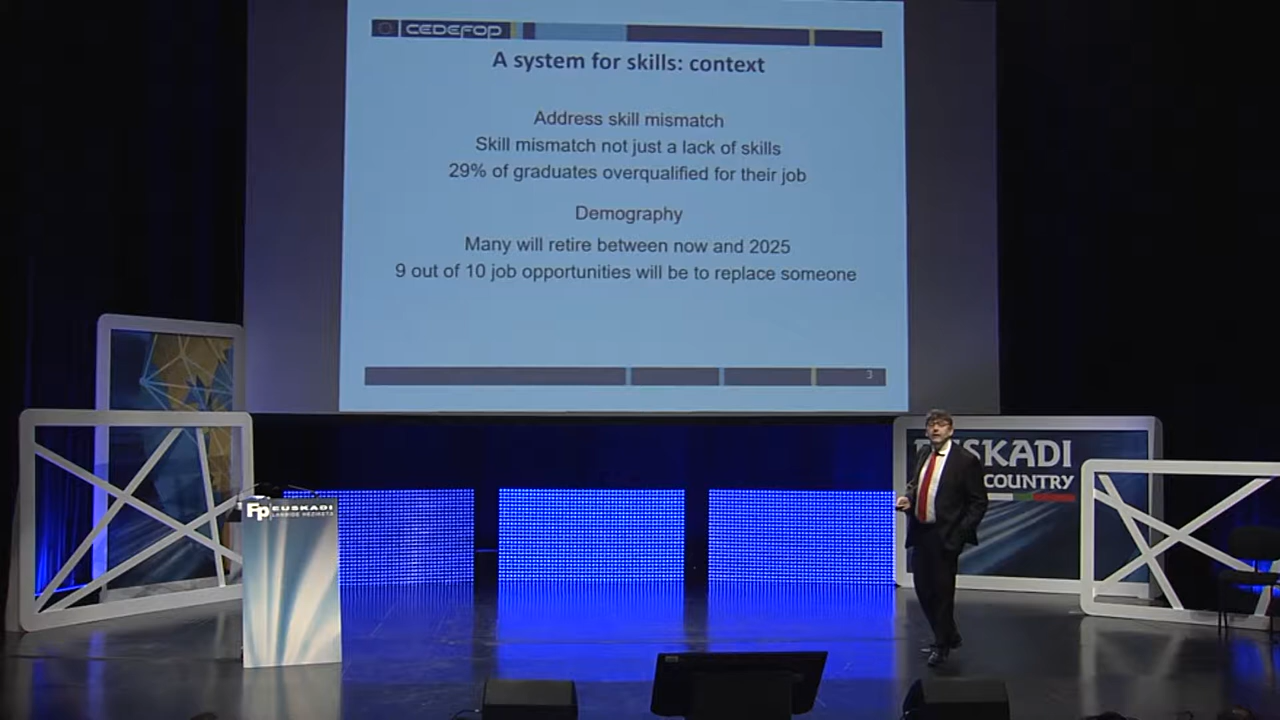 CEDEFOP
A system for skills: context
Address skill mismatch
Skill mismatch not just a lack of skills
29% of graduates overqualified for their job
Demography
Many will retire between now and 2025
9 out of 10 job opportunities will be to replace someone
3
Fp EUSKADI
LANBIDE HEZIKETA
COUNTRY